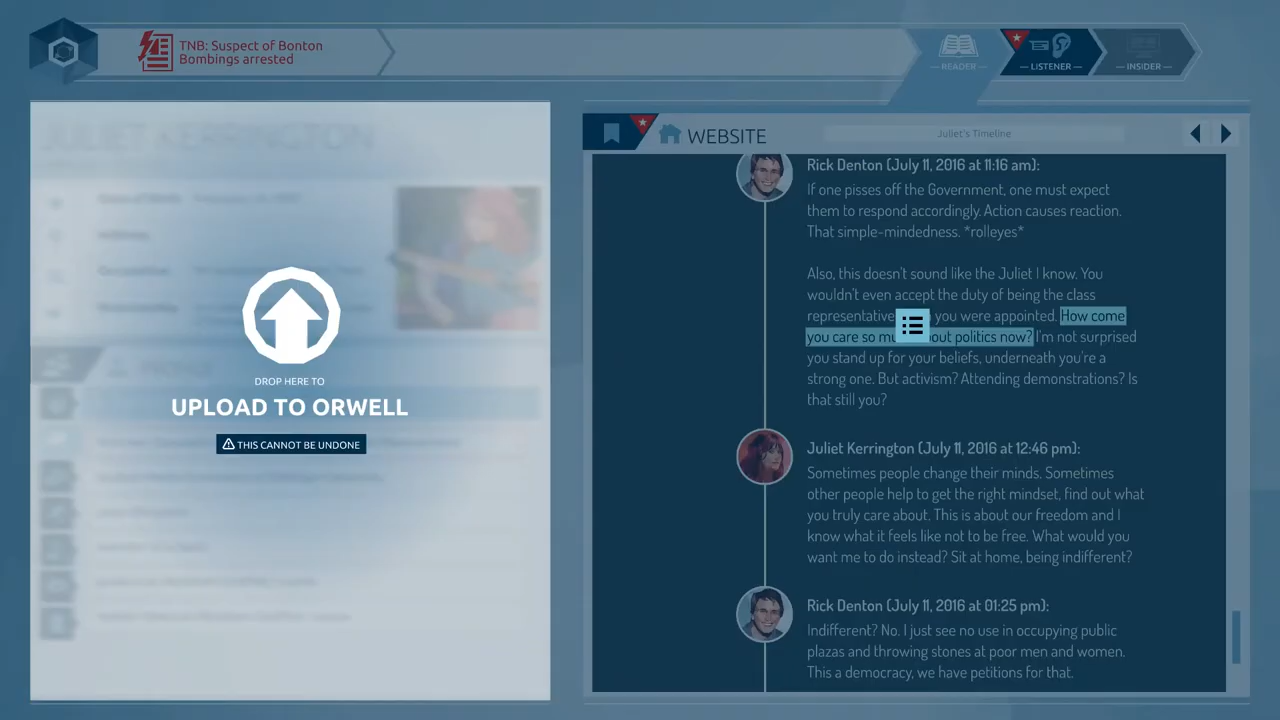 TNB: Suspect of Bonton
Bombings arrested
— READER —
— LISTENER —
— INSIDER —
JULIET KERRINGTON
DROP HERE TO
UPLOAD TO ORWELL
THIS CANNOT BE UNDONE
WEBSITE
Juliet's Timeline
Rick Denton (July 11, 2016 at 11:16 am):
If one pisses off the Government, one must expect
them to respond accordingly. Action causes reaction.
That simple-mindedness. *rolleyes*
Also, this doesn't sound like the Juliet I know. You
wouldn't even accept the duty of being the class
representative you were appointed. How come
you care so mu out politics now? I'm not surprised
you stand up for your beliefs, underneath you're a
strong one. But activism? Attending demonstrations? Is
that still you?
Juliet Kerrington (July 11, 2016 at 12:46 pm):
Sometimes people change their minds. Sometimes
other people help to get the right mindset, find out what
you truly care about. This is about our freedom and I
know what it feels like not to be free. What would you
want me to do instead? Sit at home, being indifferent?
Rick Denton (July 11, 2016 at 01:25 pm):
Indifferent? No. I just see no use in occupying public
plazas and throwing stones at poor men and women.
This a democracy, we have petitions for that.